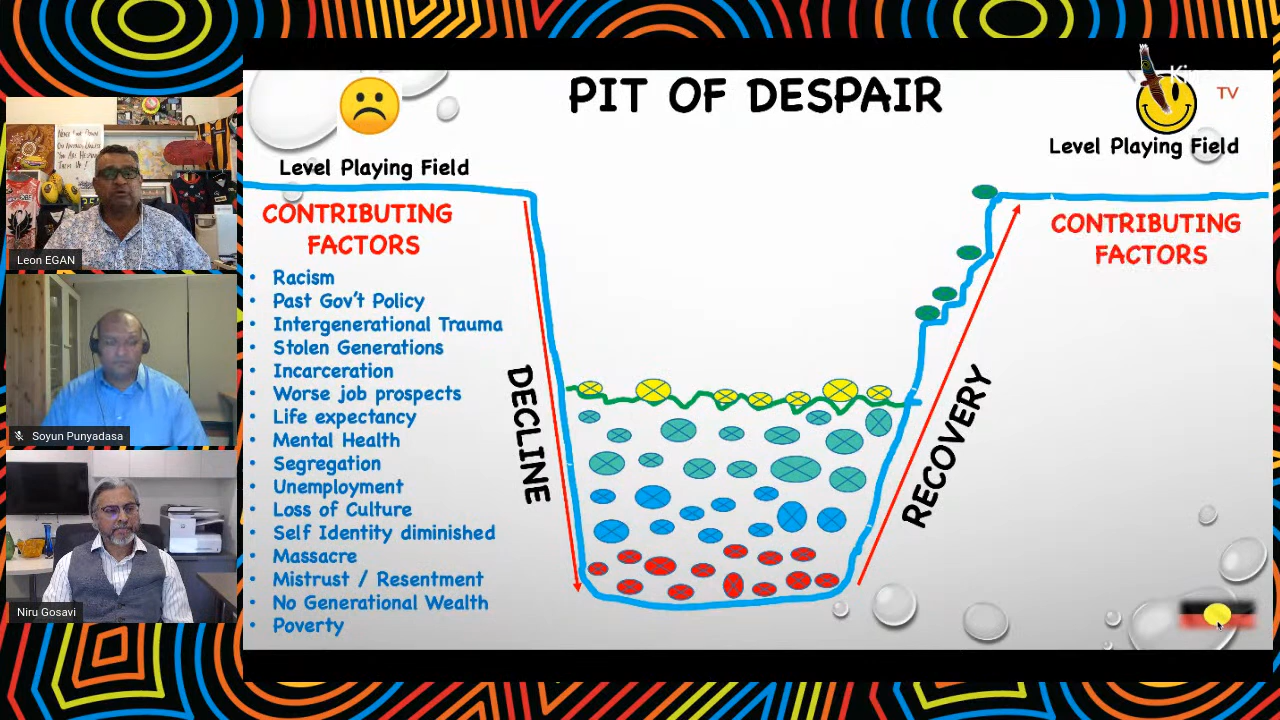 PIT OF DESPAIR
TV
Level Playing Field
Level Playing Field
CONTRIBUTING
FACTORS
• Racism
• Past Gov't Policy
• Intergenerational Trauma
• Stolen Generations
• Incarceration
• Worse job prospects
• Life expectancy
• Mental Health
• Segregation
• Unemployment
• Loss of Culture
• Self Identity diminished
• Massacre
• Mistrust / Resentment
• No Generational Wealth
• Poverty
DECLINE
RECOVERY
CONTRIBUTING
FACTORS
Leon EGAN
Soyun Punyadasa
Niru Gosavi